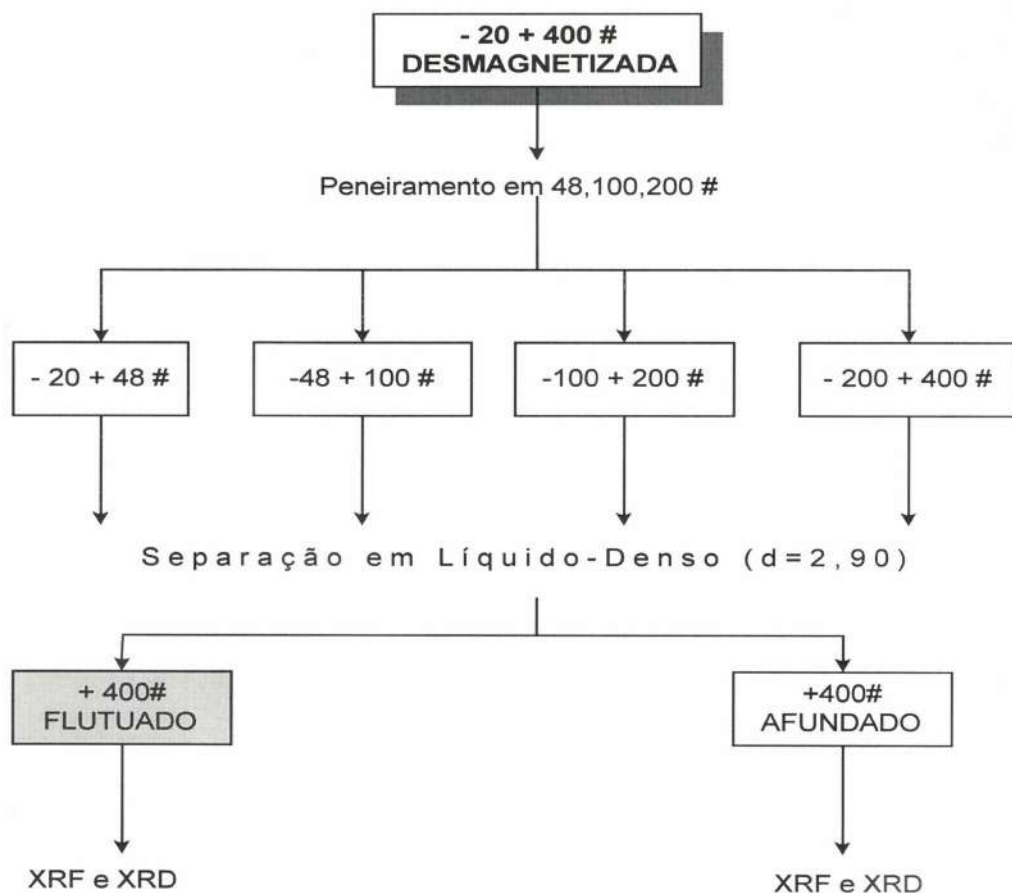 - 20 + 400 #
DESMAGNETIZADA
Peneiramento em 48,100,200 #
- 20 + 48 #
-48 + 100 #
-100 + 200 #
- 200 + 400 #
Separação em Líquido-Denso (d=2,90)
+ 400#
FLUTUADO
+400#
AFUNDADO
XRF e XRD
XRF e XRD